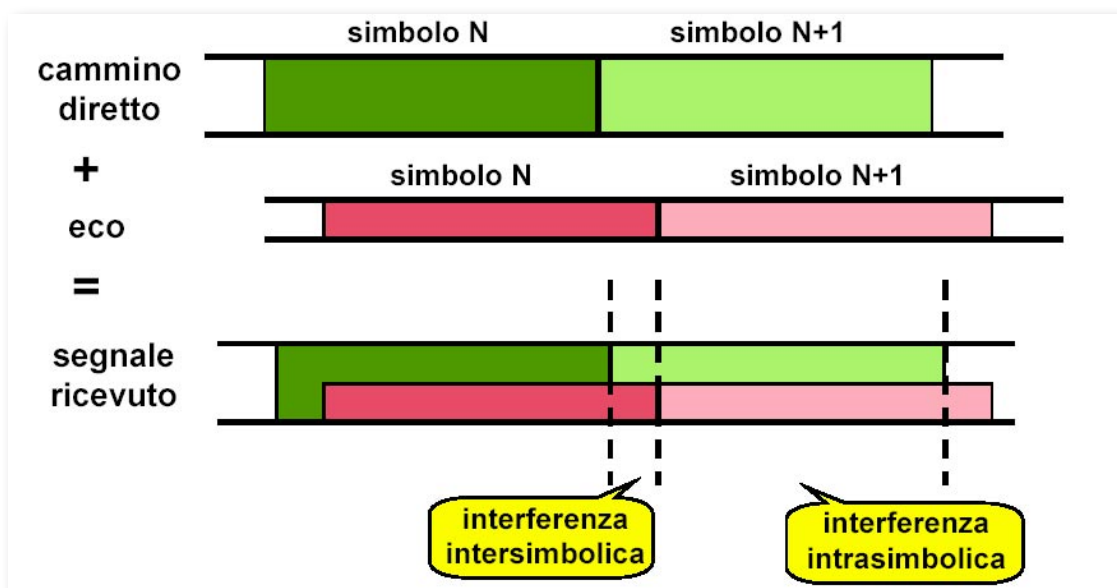 simbolo N simbolo N+1
cammino
diretto
+
simbolo N simbolo N+1
eco
=
segnale
ricevuto
interferenza
intersimbolica
interferenza
intrasimbolica